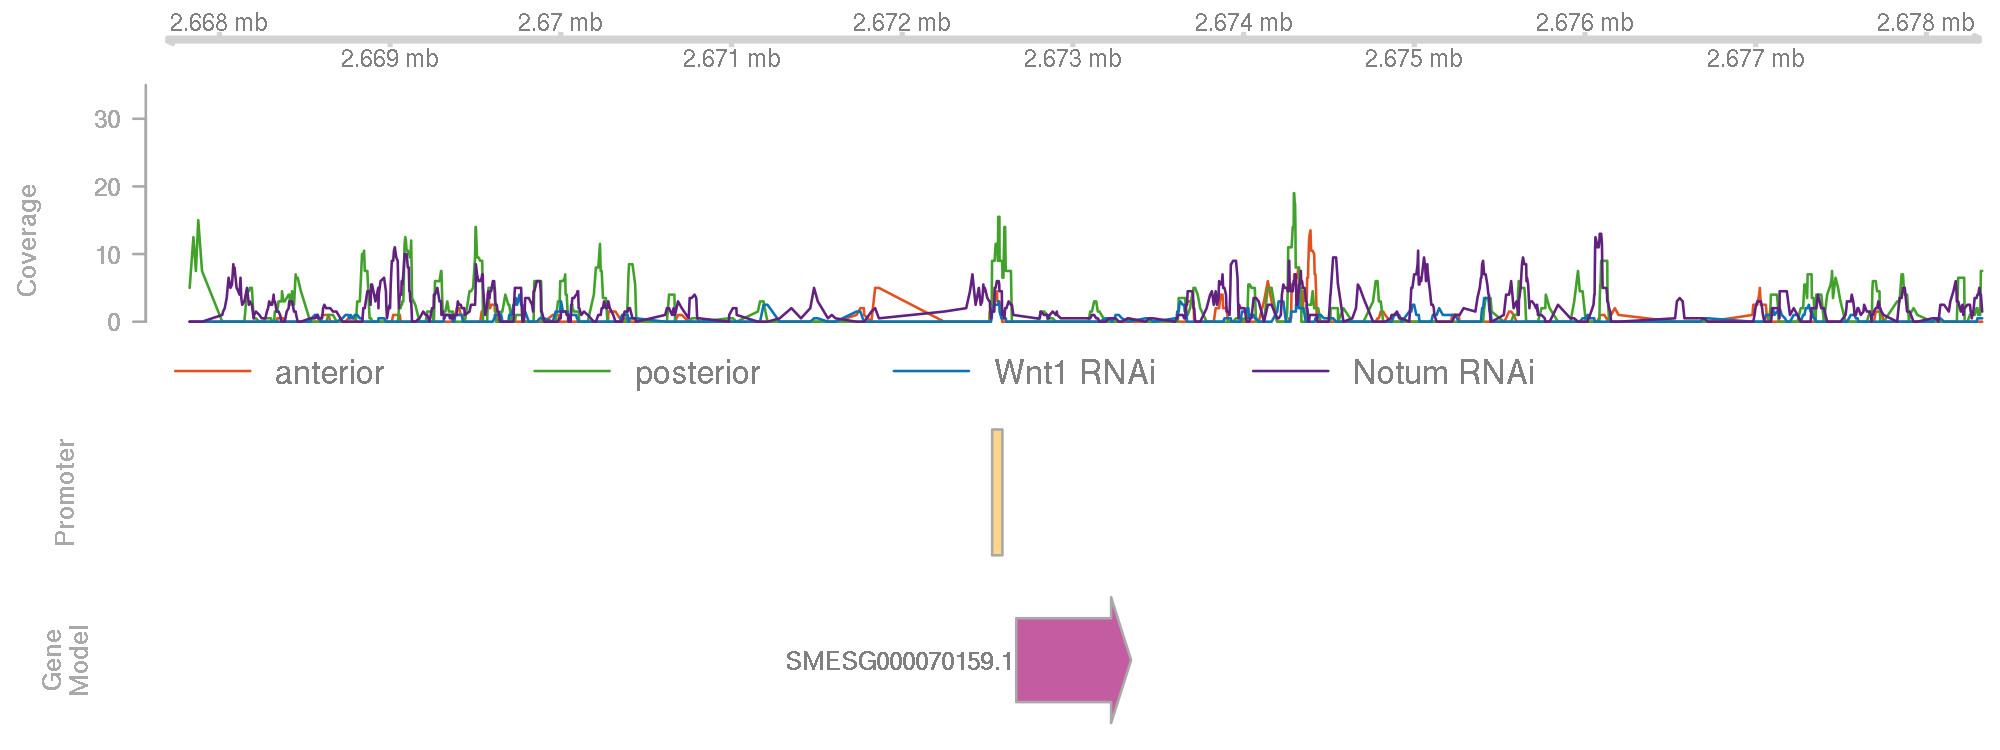 2.668 mb 2.67 mb 2.672 mb 2.674 mb 2.676 mb 2.678 mb
2.669 mb 2.671 mb 2.673 mb 2.675 mb 2.677 mb
30
20
10
0
Coverage
anterior posterior Wnt1 RNAi Notum RNAi
Promoter
Gene
Model
SMESG000070159.1